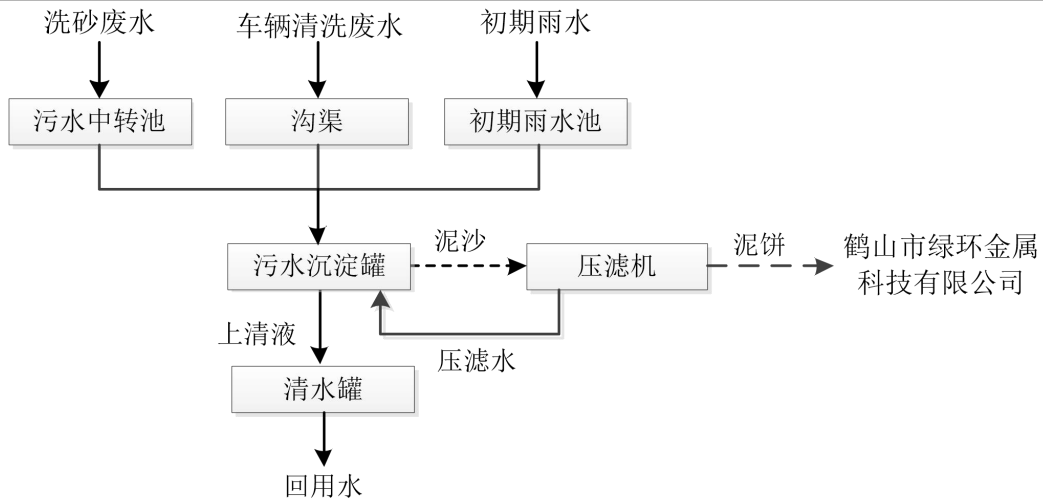 洗砂废水
车辆清洗废水
初期雨水
污水中转池
沟渠
初期雨水池
污水沉淀罐
泥沙
压滤机
泥饼
鹤山市绿环金属
科技有限公司
上清液
压滤水
清水罐
回用水